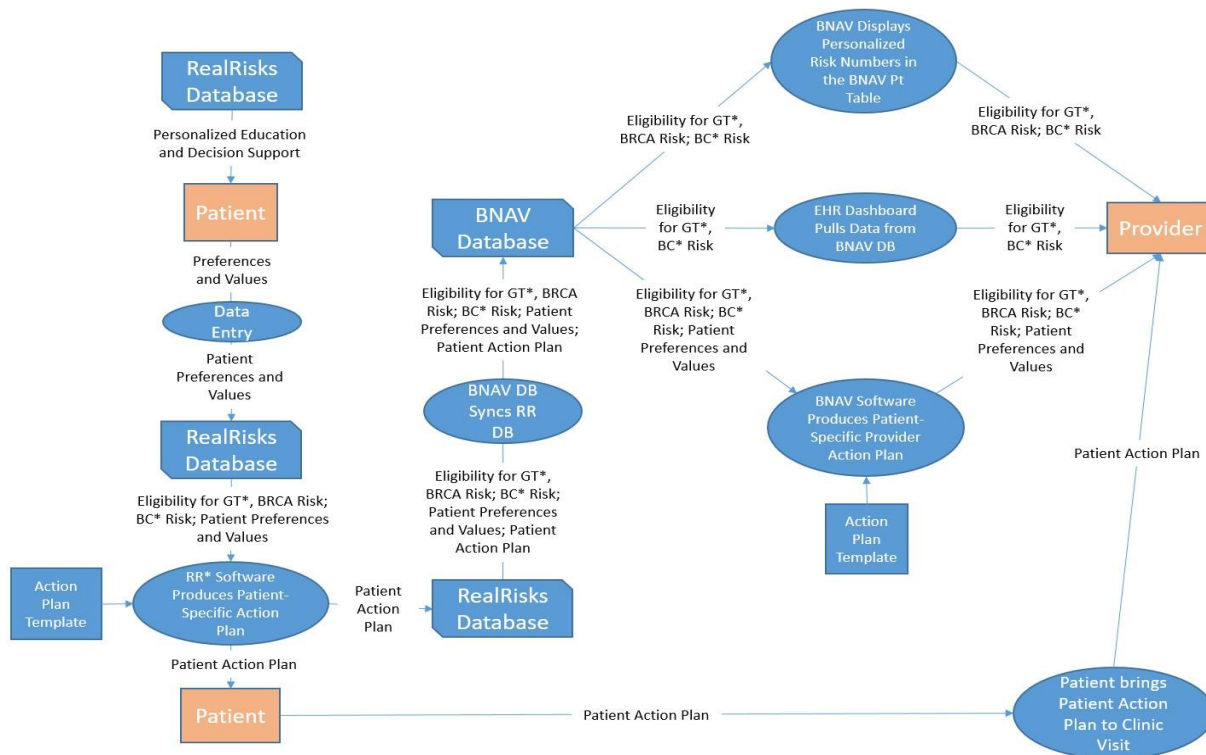 RealRisks
Database
Personalized Education
and Decision Support
Patient
Preferences
and Values
Data
Entry
Patient
Preferences and
Values
RealRisks
Database
Eligibility for GT*, BRCA Risk;
BC* Risk; Patient Preferences
and Values
Action
Plan
Template
RR* Software
Produces Patient-
Specific Action
Plan
Patient Action Plan
Patient
Patient
Action
Plan
RealRisks
Database
Eligibility for GT*,
BRCA Risk; BC* Risk;
Patient Preferences
and Values; Patient
Action Plan
BNAV DB
Syncs RR
DB
Eligibility for GT*, BRCA
Risk; BC* Risk; Patient
Preferences and Values;
Patient Action Plan
BNAV
Database
Eligibility for GT*,
BRCA Risk; BC* Risk
BNAV Displays
Personalized
Risk Numbers in
the BNAV Pt
Table
Eligibility for GT*,
BRCA Risk; BC* Risk
Eligibility
for GT*,
BC* Risk
EHR Dashboard
Pulls Data from
BNAV DB
Eligibility
for GT*,
BC* Risk
Provider
Eligibility for GT*,
BRCA Risk; BC*
Risk; Patient
Preferences and
Values
BNAV Software
Produces Patient-
Specific Provider
Action Plan
Action
Plan
Template
Eligibility for GT*,
BRCA Risk; BC*
Risk; Patient
Preferences and
Values
Patient Action Plan
Patient Action Plan
Patient brings
Patient Action
Plan to Clinic
Visit